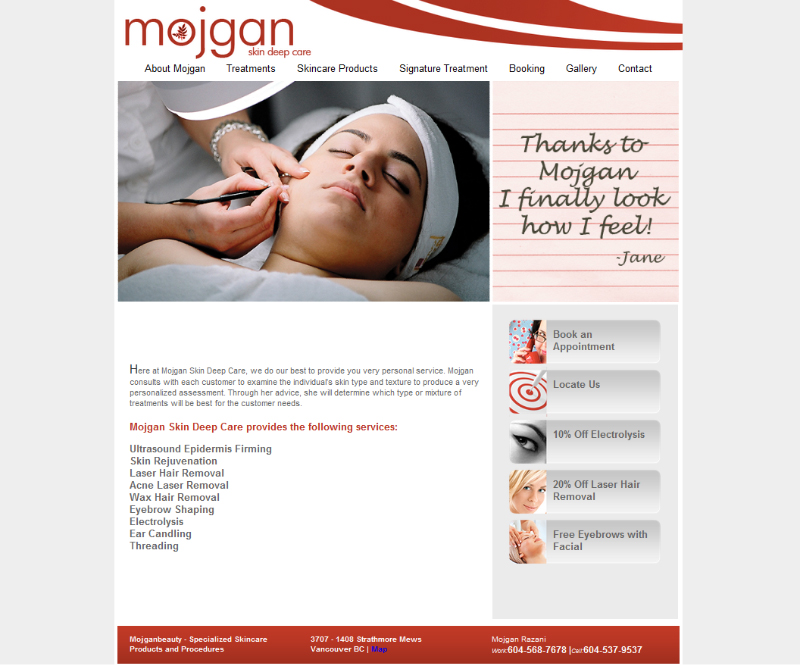 mojgan
skin deep care
About Mojgan Treatments Skincare Products Signature Treatment Booking Gallery Contact
Thanks to
Mojgan
I finally look
how I feel!
-Jane
Here at Mojgan Skin Deep Care, we do our best to provide you very personal service. Mojgan
consults with each customer to examine the individual's skin type and texture to produce a very
personalized assessment. Through her advice, she will determine which type or mixture of
treatments will be best for the customer needs.
Mojgan Skin Deep Care provides the following services:
Ultrasound Epidermis Firming
Skin Rejuvenation
Laser Hair Removal
Acne Laser Removal
Wax Hair Removal
Eyebrow Shaping
Electrolysis
Ear Candling
Threading
Book an
Appointment
Locate Us
10% Off Electrolysis
20% Off Laser Hair
Removal
Free Eyebrows with
Facial
Mojganbeauty - Specialized Skincare
Products and Procedures
3707 - 1408 Strathmore Mews
Vancouver BC | Map
Mojgan Razani
Work:604-568-7678 |Cell:604-537-9537